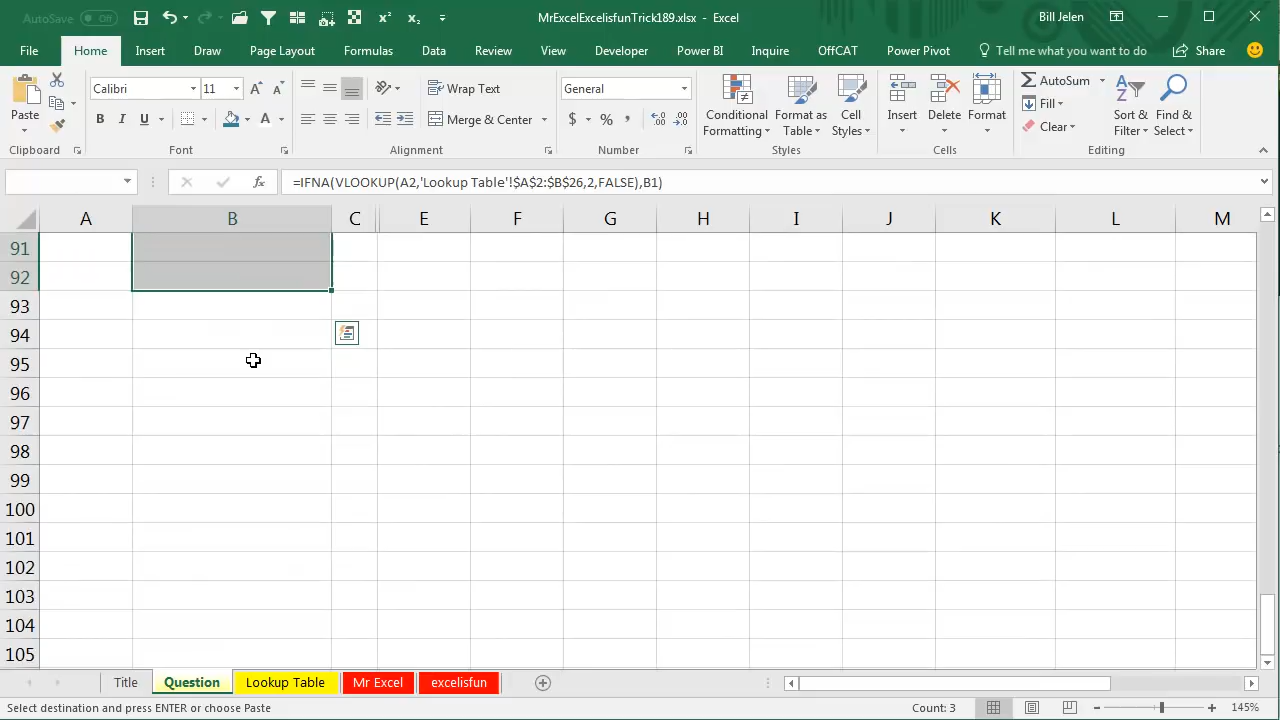 AutoSave Off MrExcelExcelisfunTrick189.xlsx - Excel Bill Jelen
File Home Insert Draw Page Layout Formulas Data Review View Developer Power BI Inquire OffCAT Power Pivot Tell me what you want to do Share
Paste Calibri 11 Wrap Text General Conditional Formatting Format as Table Cell Styles Insert Delete Format AutoSum Sort & Filter Find & Select
B I U A Merge & Center $ % , Fill
Clear
Clipboard Font Alignment Number Styles Cells Editing
fx =IFNA(VLOOKUP(A2,'Lookup Table'!$A$2:$B$26,2,FALSE),B1)
A B C E F G H I J K L M
91
92
93
94
95
96
97
98
99
100
101
102
103
104
105
Title Question Lookup Table Mr Excel excelisfun
Select destination and press ENTER or choose Paste Count: 3 145%